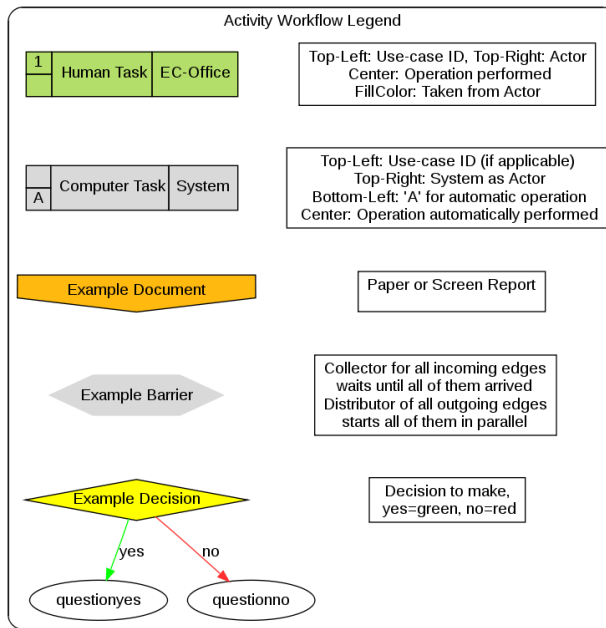 Activity Workflow Legend
1
Human Task
EC-Office
Top-Left: Use-case ID, Top-Right: Actor
Center: Operation performed
FillColor: Taken from Actor
A
Computer Task
System
Top-Left: Use-case ID (if applicable)
Top-Right: System as Actor
Bottom-Left: 'A' for automatic operation
Center: Operation automatically performed
Example Document
Paper or Screen Report
Example Barrier
Collector for all incoming edges
waits until all of them arrived
Distributor of all outgoing edges
starts all of them in parallel
Example Decision
Decision to make,
yes=green, no=red
yes
no
questionyes
questionno